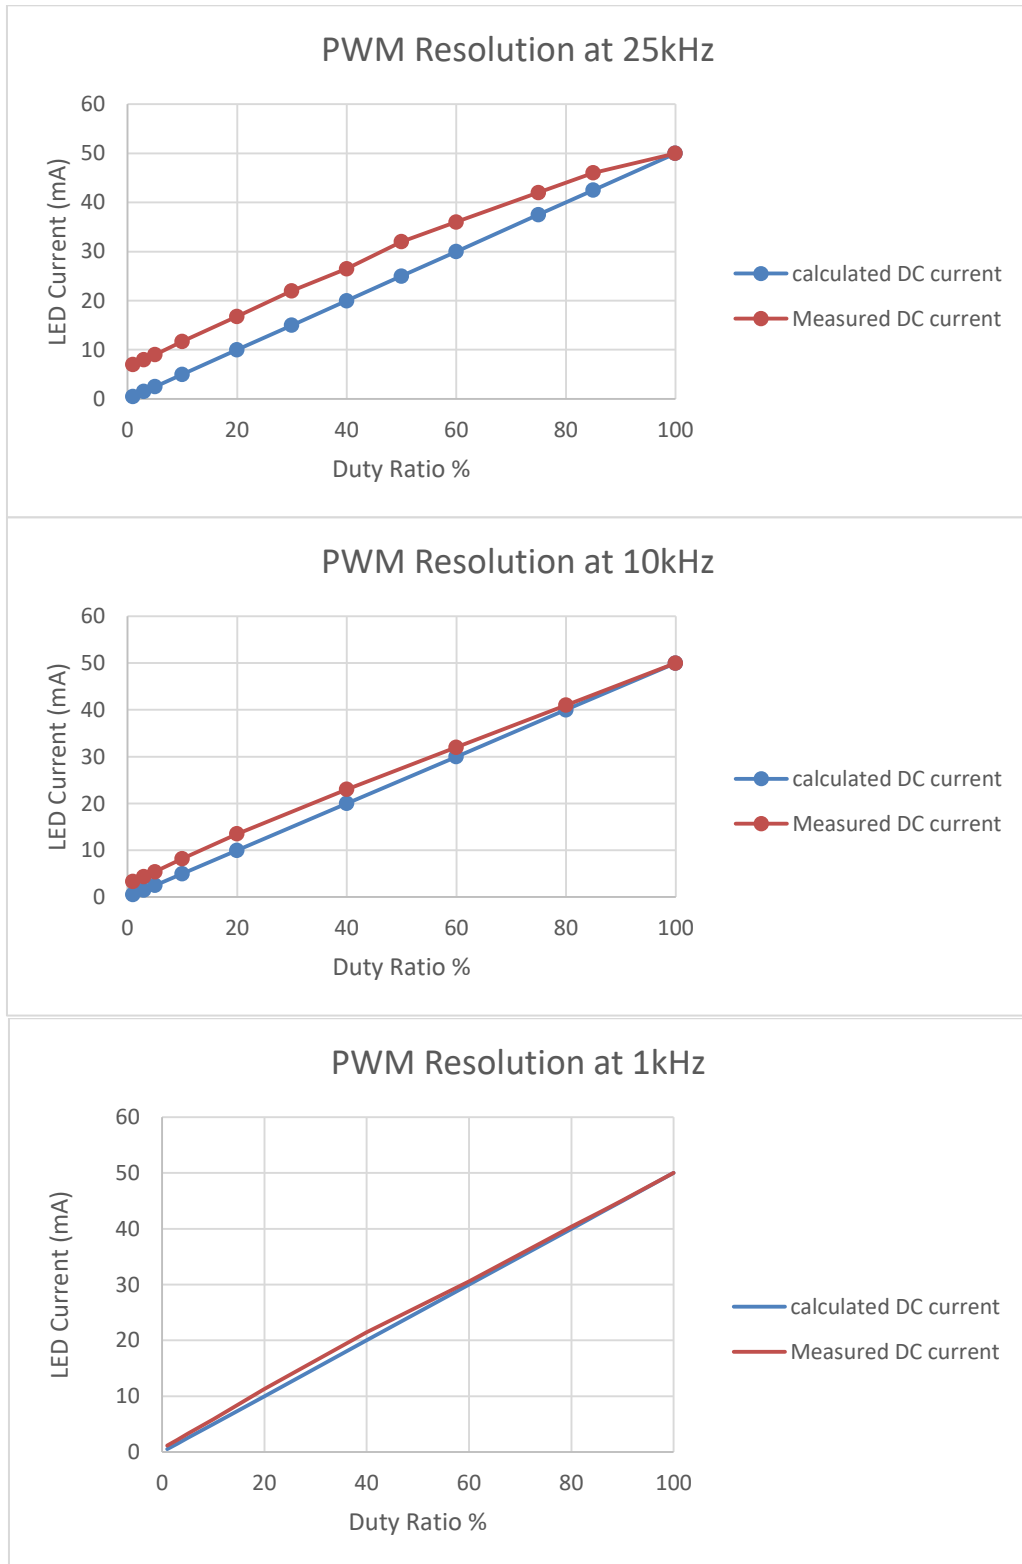 PWM Resolution at 25kHz
60
50
40
30
20
10
0
0 20 40 60 80 100
LED Current (mA)
Duty Ratio %
calculated DC current
Measured DC current
PWM Resolution at 10kHz
60
50
40
30
20
10
0
0 20 40 60 80 100
LED Current (mA)
Duty Ratio %
calculated DC current
Measured DC current
PWM Resolution at 1kHz
60
50
40
30
20
10
0
0 20 40 60 80 100
LED Current (mA)
Duty Ratio %
calculated DC current
Measured DC current